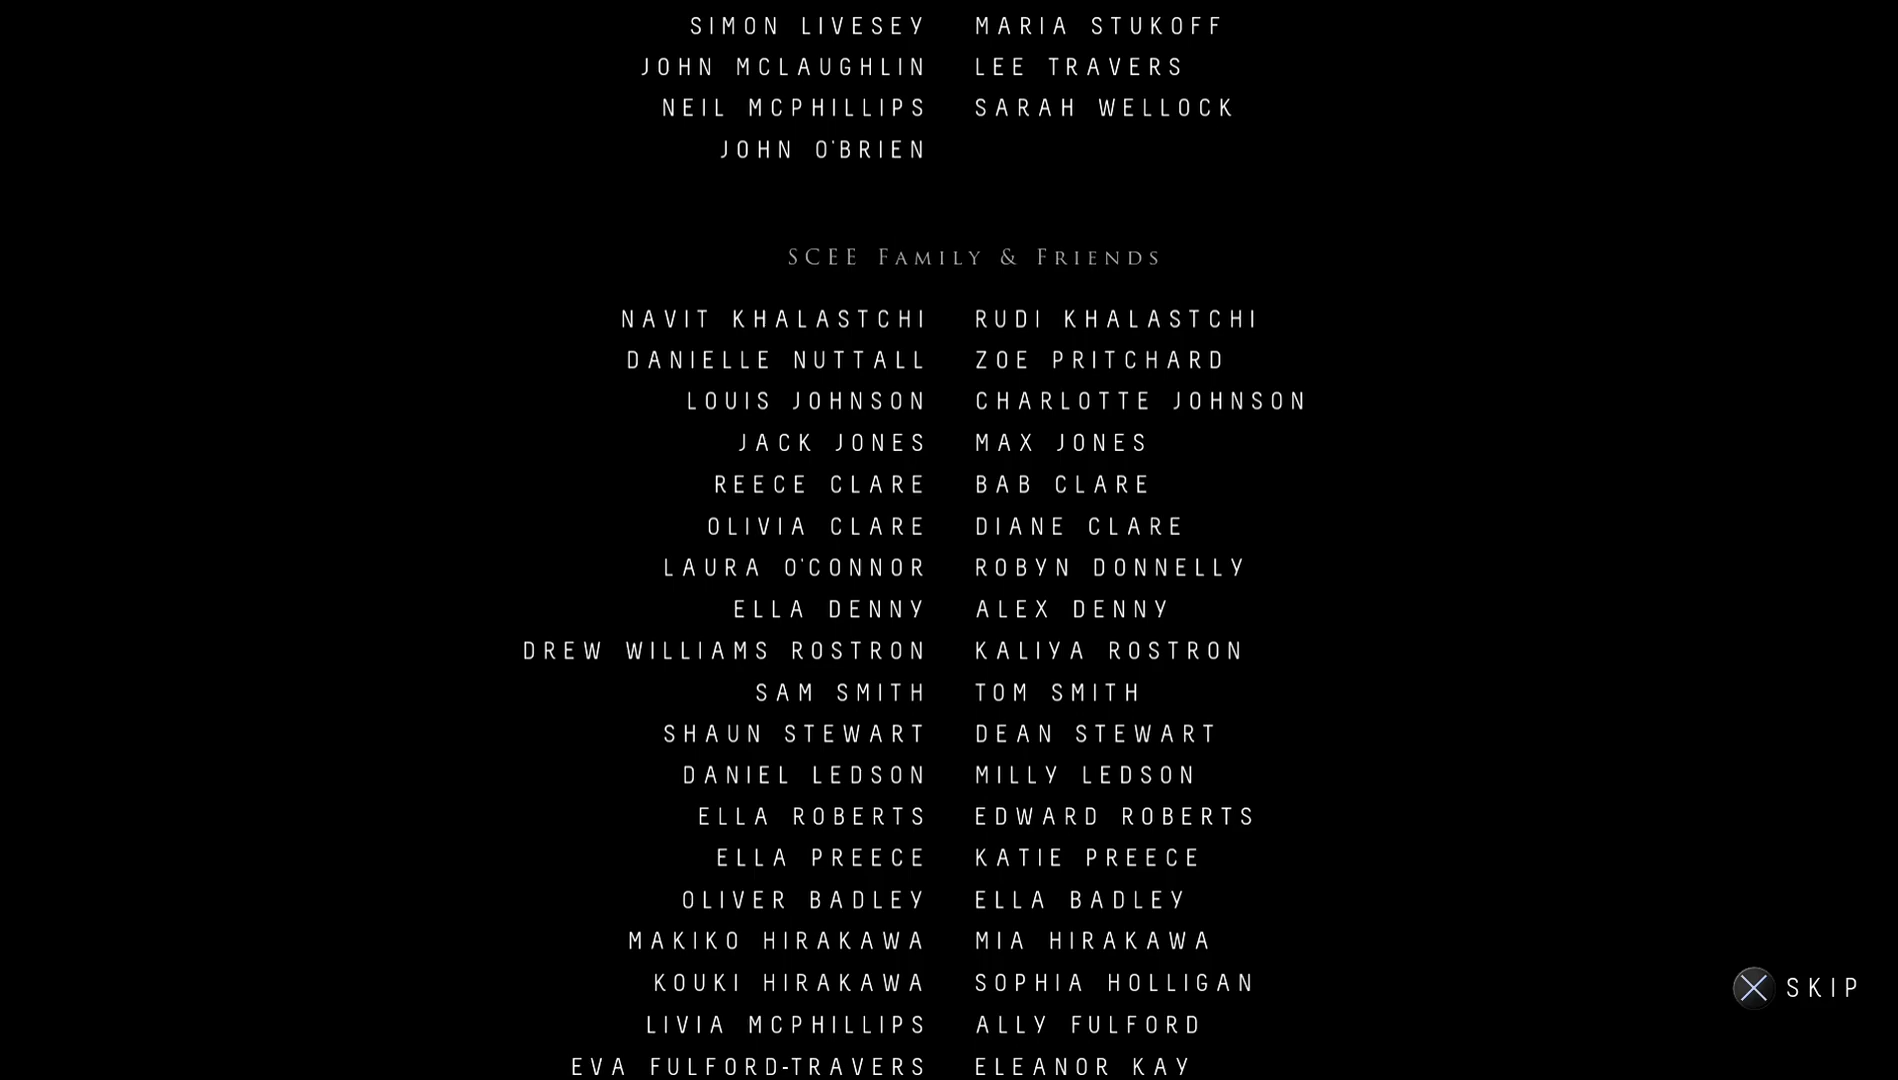 SIMON LIVESEY MARIA STUKOFF
JOHN MCLAUGHLIN LEE TRAVERS
NEIL MCPHILLIPS SARAH WELLOCK
JOHN O'BRIEN
SCEE FAMILY & FRIENDS
NAVIT KHALASTCHI RUDI KHALASTCHI
DANIELLE NUTTALL ZOE PRITCHARD
LOUIS JOHNSON CHARLOTTE JOHNSON
JACK JONES MAX JONES
REECE CLARE BAB CLARE
OLIVIA CLARE DIANE CLARE
LAURA O'CONNOR ROBYN DONNELLY
ELLA DENNY ALEX DENNY
DREW WILLIAMS ROSTRON KALIYA ROSTRON
SAM SMITH TOM SMITH
SHAUN STEWART DEAN STEWART
DANIEL LEDSON MILLY LEDSON
ELLA ROBERTS EDWARD ROBERTS
ELLA PREECE KATIE PREECE
OLIVER BADLEY ELLA BADLEY
MAKIKO HIRAKAWA MIA HIRAKAWA
KOUKI HIRAKAWA SOPHIA HOLLIGAN
SKIP
LIVIA MCPHILLIPS ALLY FULFORD
EVA FULFORD-TRAVERS ELEANOR KAY